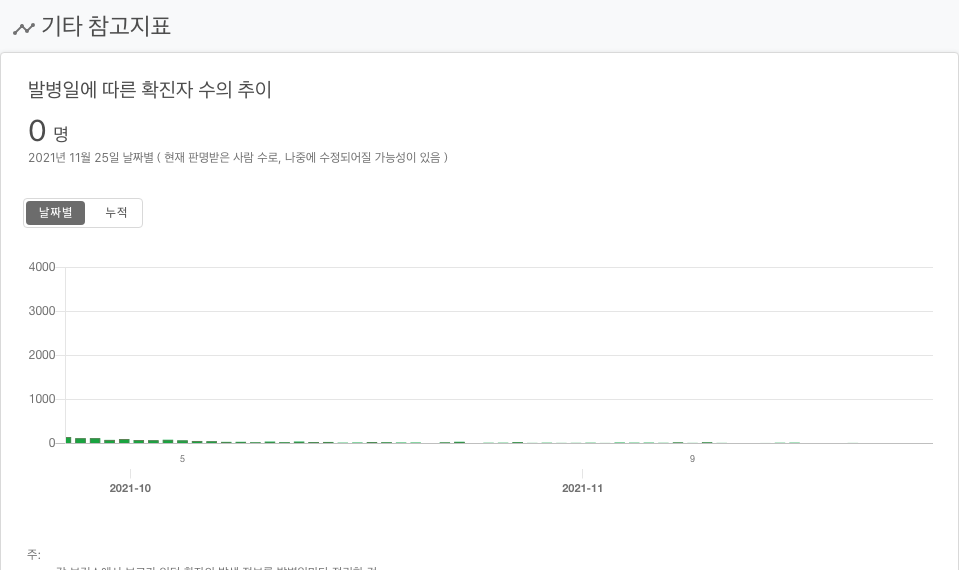 기타 참고지표
발병일에 따른 확진자 수의 추이
0 명
2021년 11월 25일 날짜별 ( 현재 판명받은 사람 수로, 나중에 수정되어질 가능성이 있음 )
날짜별 누적
4000
3000
2000
1000
0
5 9
2021-10 2021-11
주: